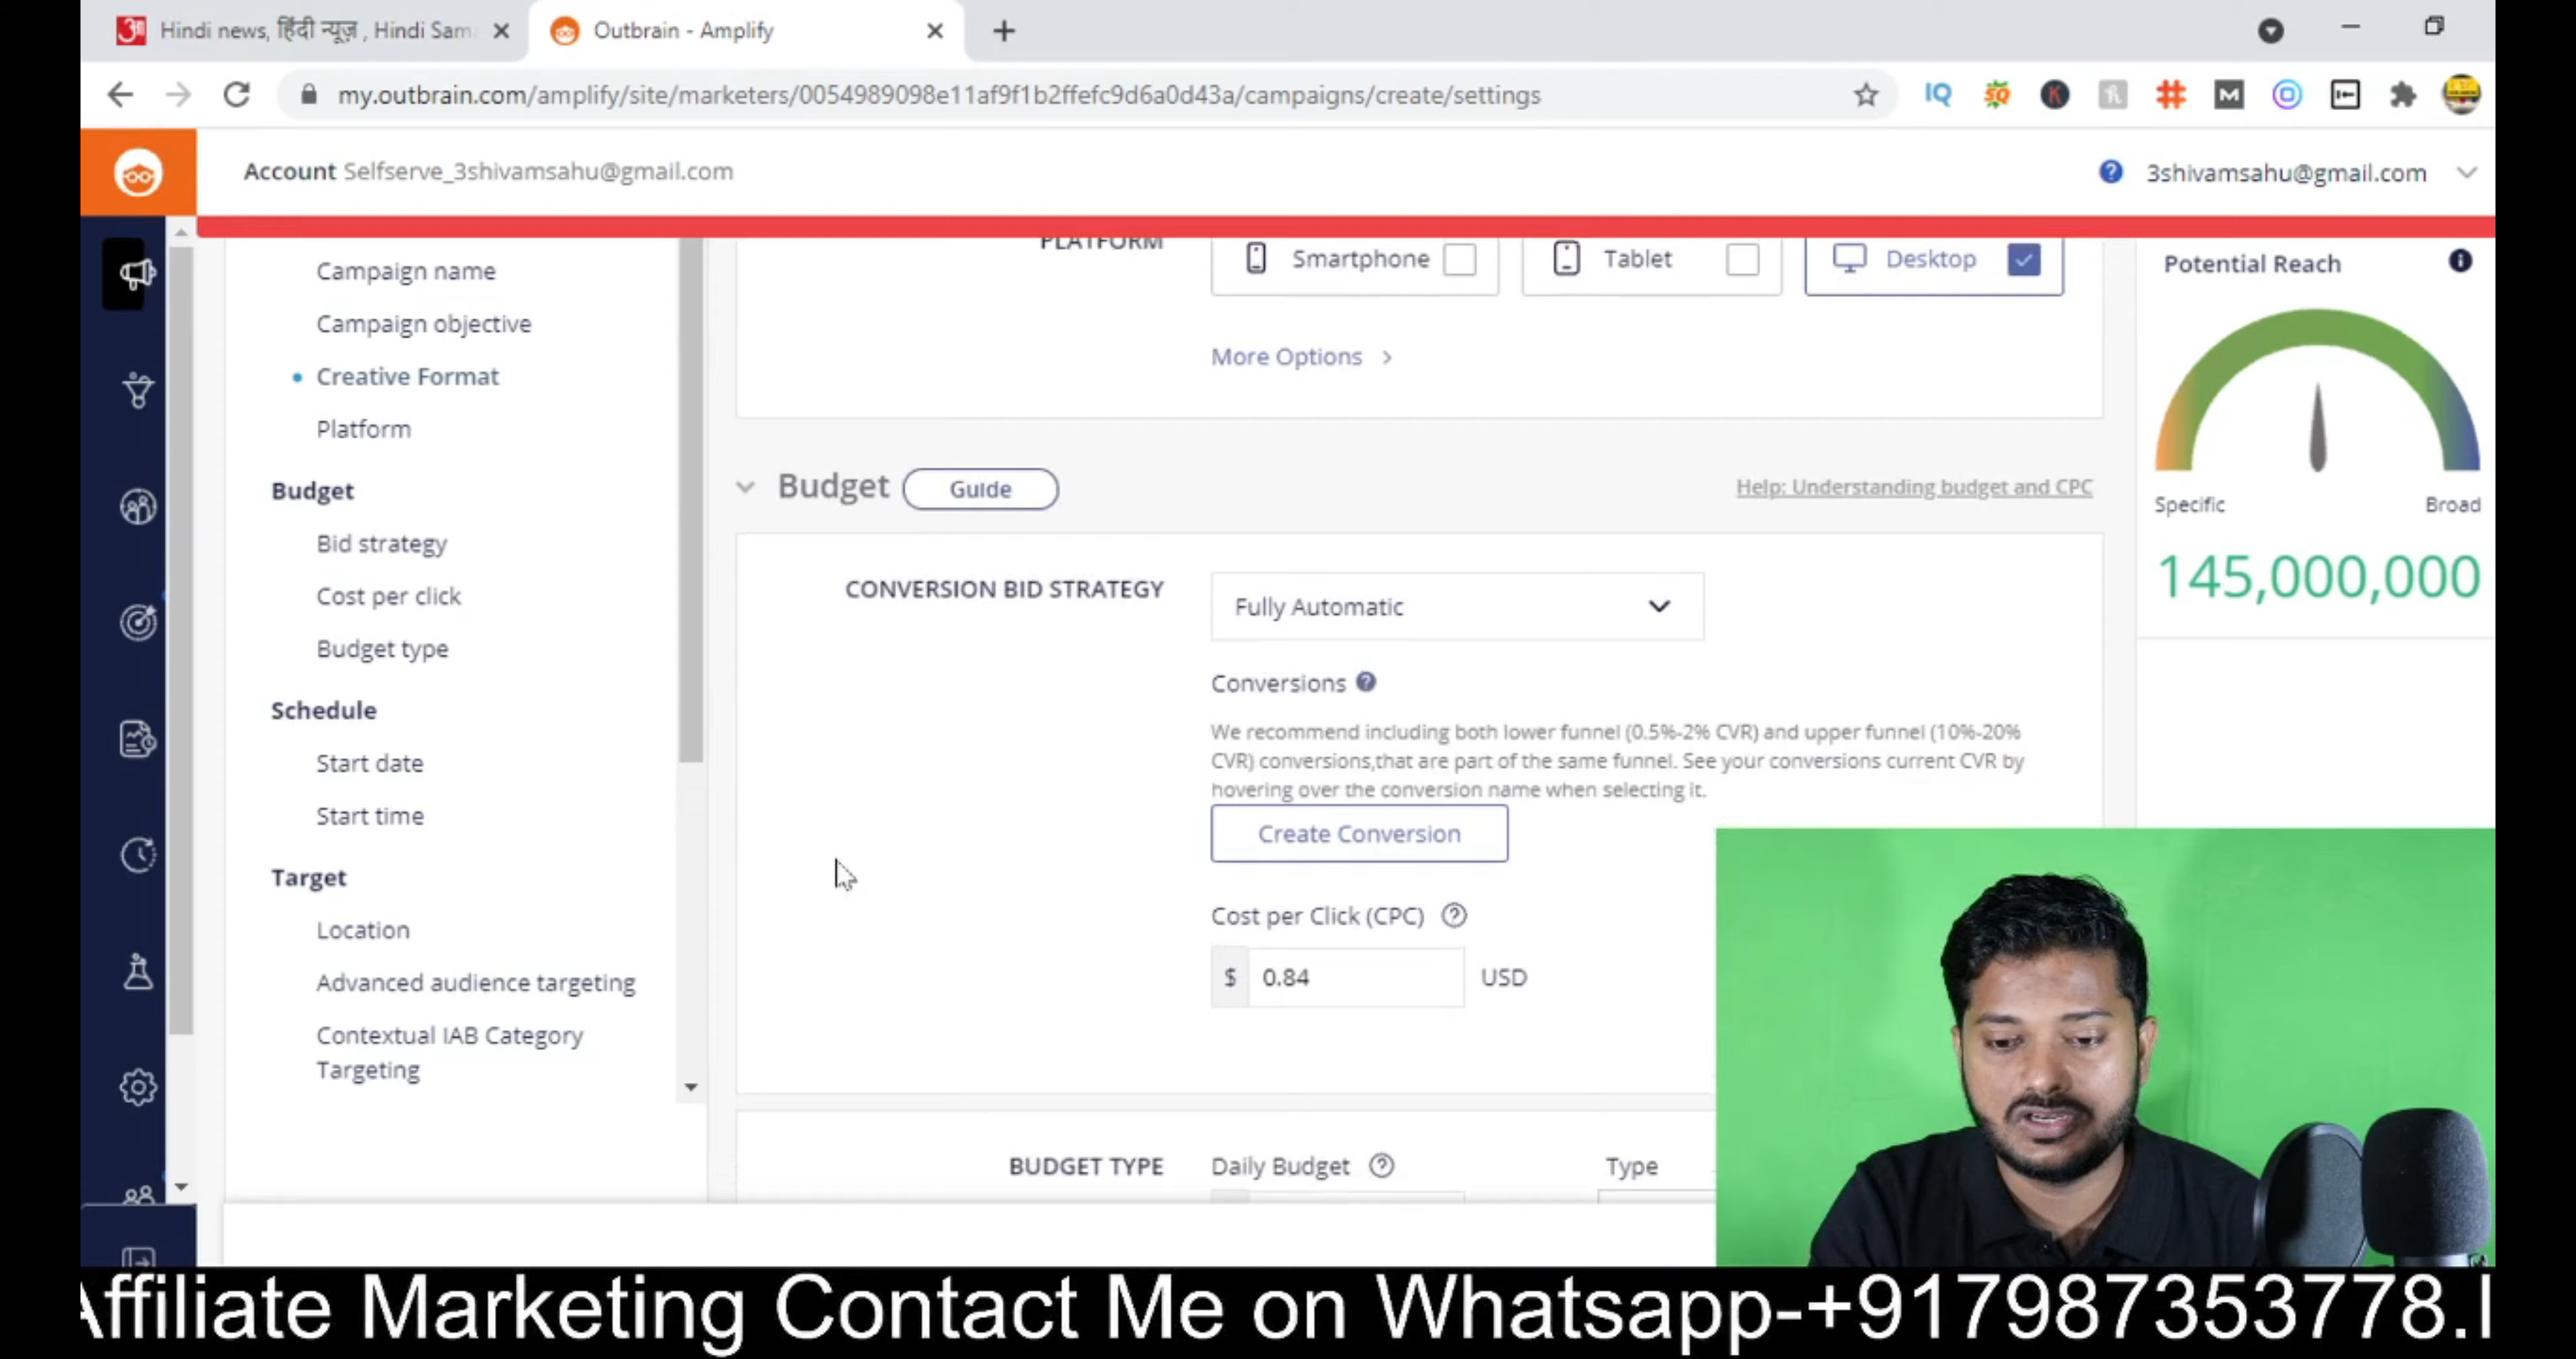 Hindi news, हिंदी न्यूज़ , Hindi Sam
Outbrain - Amplify
my.outbrain.com/amplify/site/marketers/0054989098e11af9f1b2ffefc9d6a0d43a/campaigns/create/settings
Account Selfserve_3shivamsahu@gmail.com
3shivamsahu@gmail.com
Campaign name
Campaign objective
Creative Format
Platform
Budget
Bid strategy
Cost per click
Budget type
Schedule
Start date
Start time
Target
Location
Advanced audience targeting
Contextual IAB Category
Targeting
PLATFORM
Smartphone
Tablet
Desktop
More Options
Budget
Guide
Help: Understanding budget and CPC
CONVERSION BID STRATEGY
Fully Automatic
Conversions
We recommend including both lower funnel (0.5%-2% CVR) and upper funnel (10%-20%
CVR) conversions,that are part of the same funnel. See your conversions current CVR by
hovering over the conversion name when selecting it.
Create Conversion
Cost per Click (CPC)
$ 0.84 USD
BUDGET TYPE
Daily Budget
Type
Potential Reach
Specific
Broad
145,000,000
Affiliate Marketing Contact Me on Whatsapp-+917987353778.